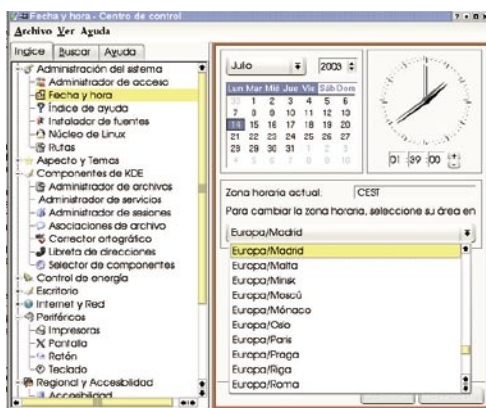 Fecha y hora - Centro de control
Archivo Ver Ayuda
Indice Buscar Ayuda
Administración del sistema
Administrador de acceso
Fecha y hora
Índice de ayuda
Instalador de fuentes
Núcleo de Linux
Rutas
Aspecto y Temas
Componentes de KDE
Administrador de archivos
Administrador de servicios
Administrador de sesiones
Asociaciones de archivo
Corrector ortográfico
Libreta de direcciones
Selector de componentes
Control de energía
Escritorio
Internet y Red
Periféricos
Impresoras
Pantalla
Ratón
Teclado
Regional y Accesibilidad
Accesibilidad
Julio 2003
Lun Mar Mié Jue Vie Sáb Dom
30 1 2 3 4 5 6
7 8 9 10 11 12 13
14 15 16 17 18 19 20
21 22 23 24 25 26 27
28 29 30 31 1 2 3
4 5 6 7 8 9 10
01 :39 :00
Zona horaria actual: CEST
Para cambiar la zona horaria, seleccione su área en
Europa/Madrid
Europa/Madrid
Europa/Malta
Europa/Minsk
Europa/Moscú
Europa/Mónaco
Europa/Oslo
Europa/París
Europa/Praga
Europa/Riga
Europa/Roma